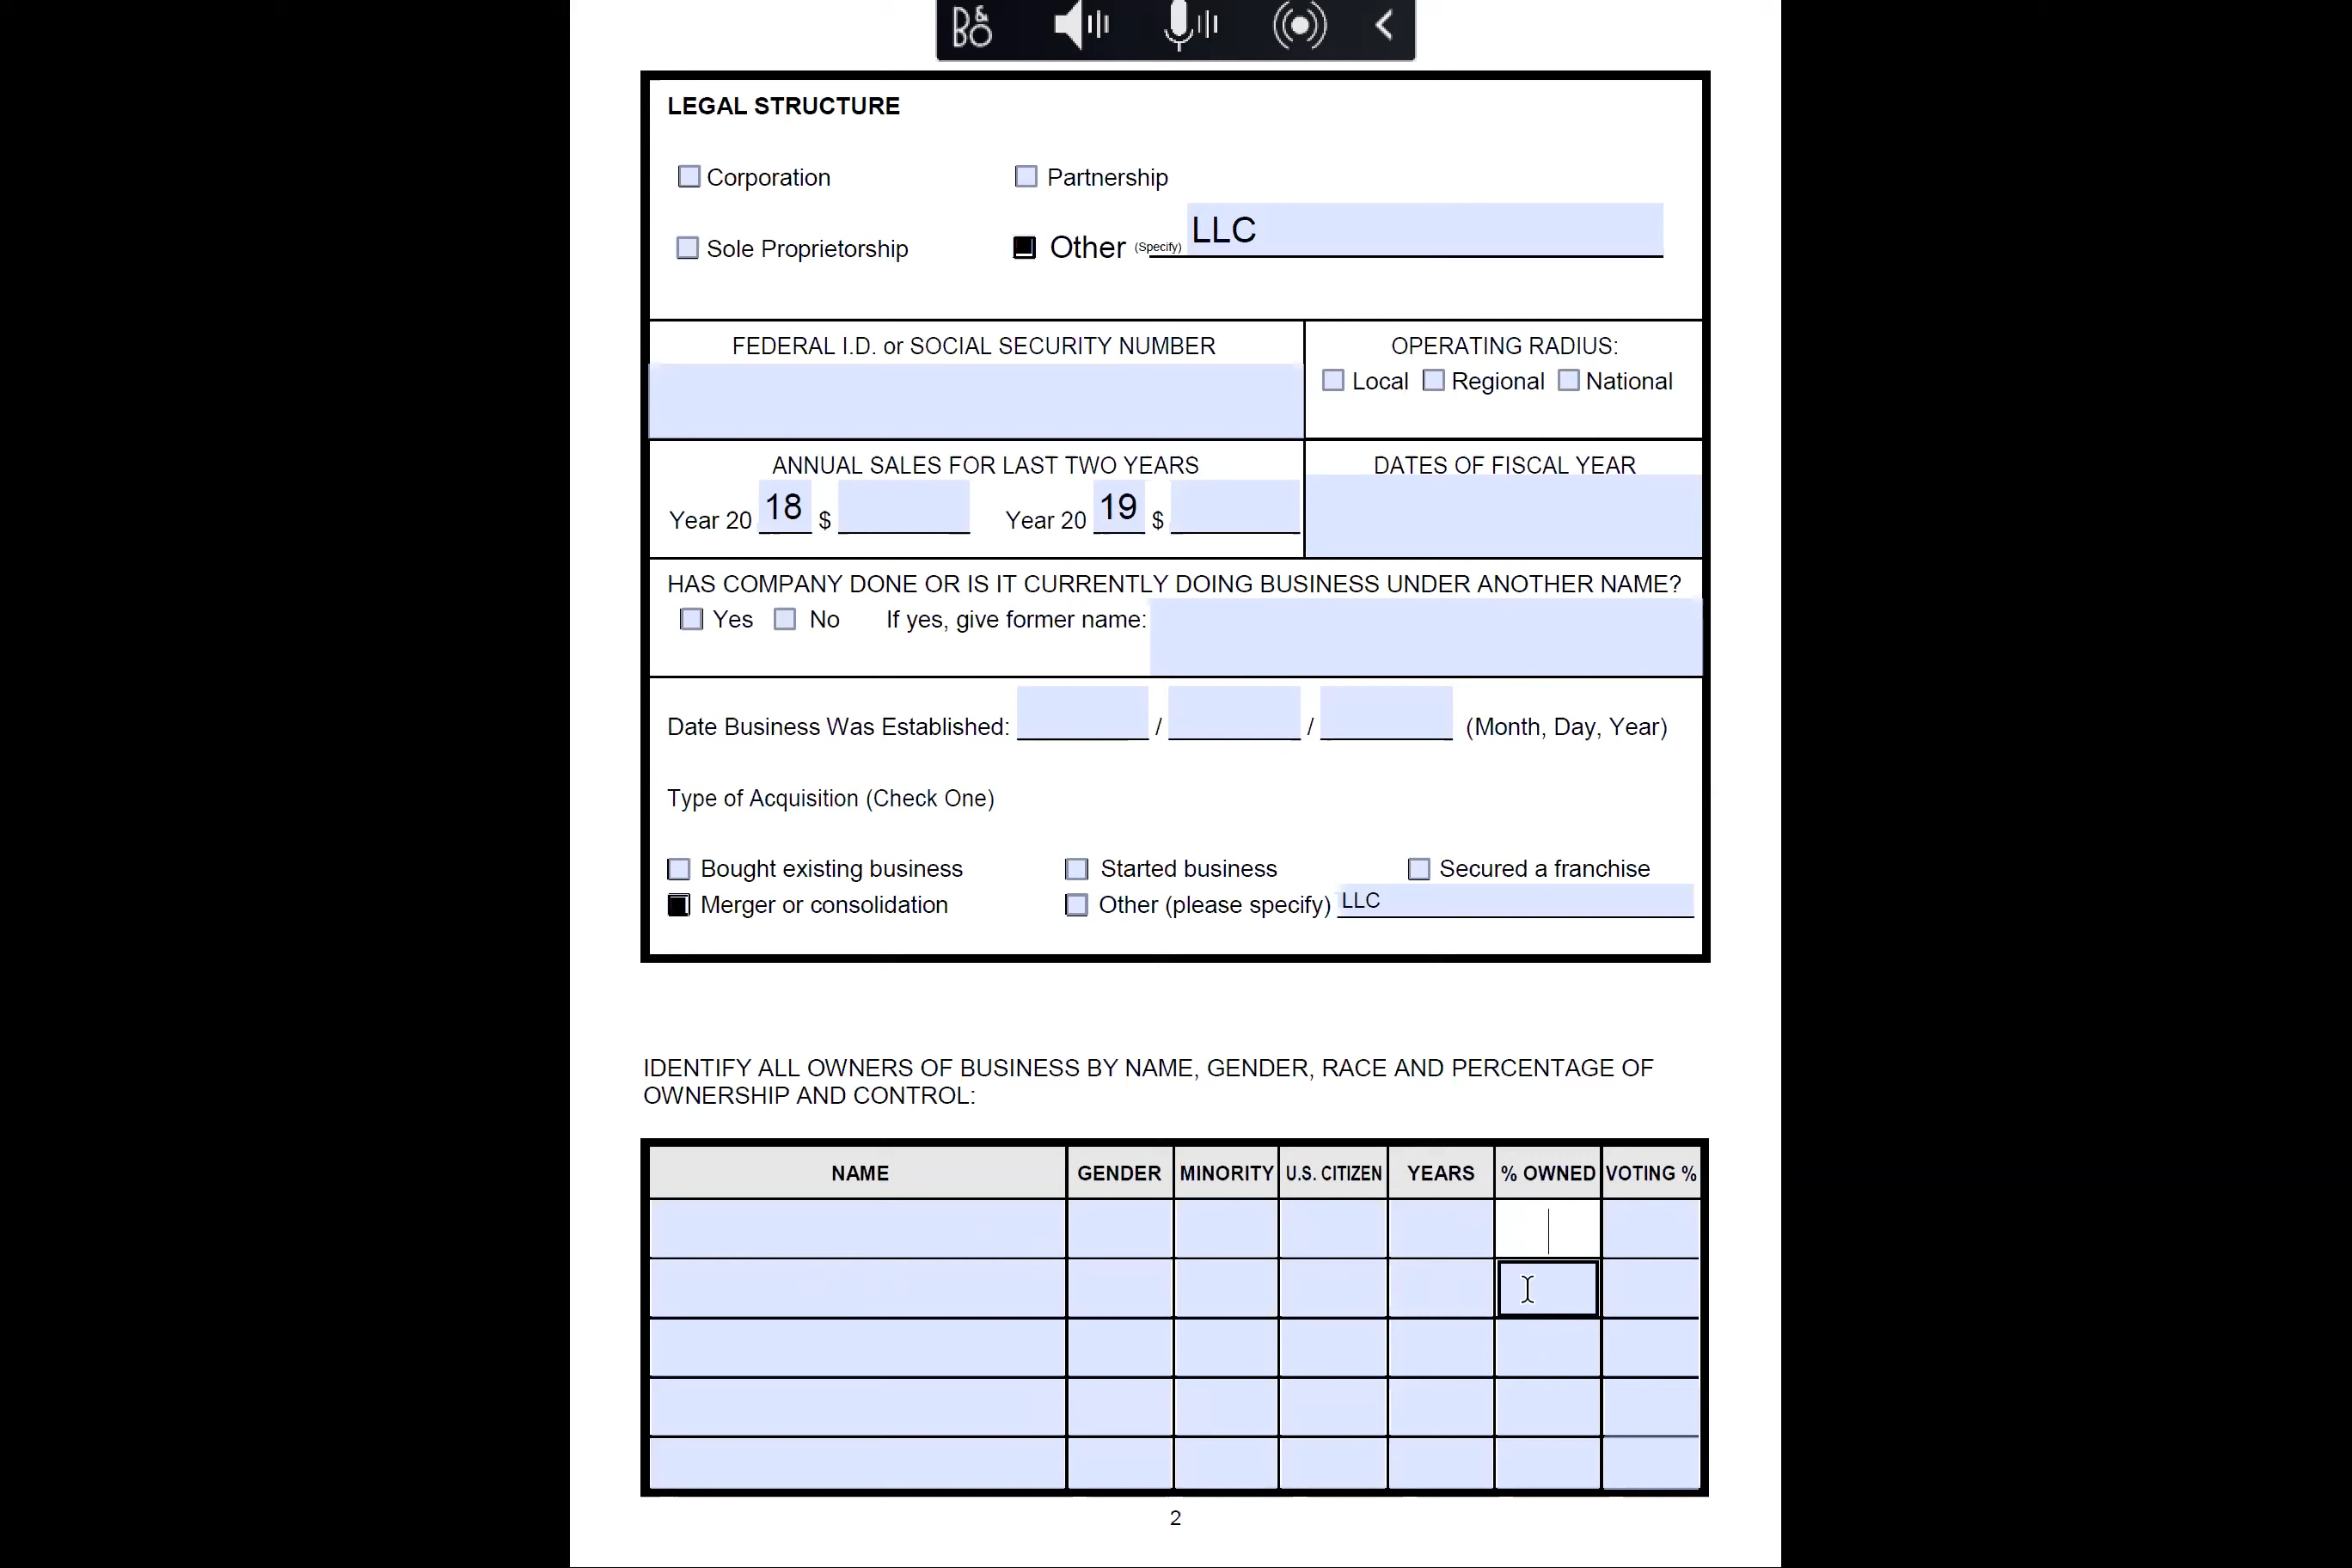 B&O
LEGAL STRUCTURE
Corporation Partnership
Sole Proprietorship Other (Specify) LLC
FEDERAL I.D. or SOCIAL SECURITY NUMBER OPERATING RADIUS:
Local Regional National
ANNUAL SALES FOR LAST TWO YEARS DATES OF FISCAL YEAR
Year 20 18 $ Year 20 19 $
HAS COMPANY DONE OR IS IT CURRENTLY DOING BUSINESS UNDER ANOTHER NAME?
Yes No If yes, give former name:
Date Business Was Established: / / (Month, Day, Year)
Type of Acquisition (Check One)
Bought existing business Started business Secured a franchise
Merger or consolidation Other (please specify) LLC
IDENTIFY ALL OWNERS OF BUSINESS BY NAME, GENDER, RACE AND PERCENTAGE OF
OWNERSHIP AND CONTROL:
NAME GENDER MINORITY U.S. CITIZEN YEARS % OWNED VOTING %
2